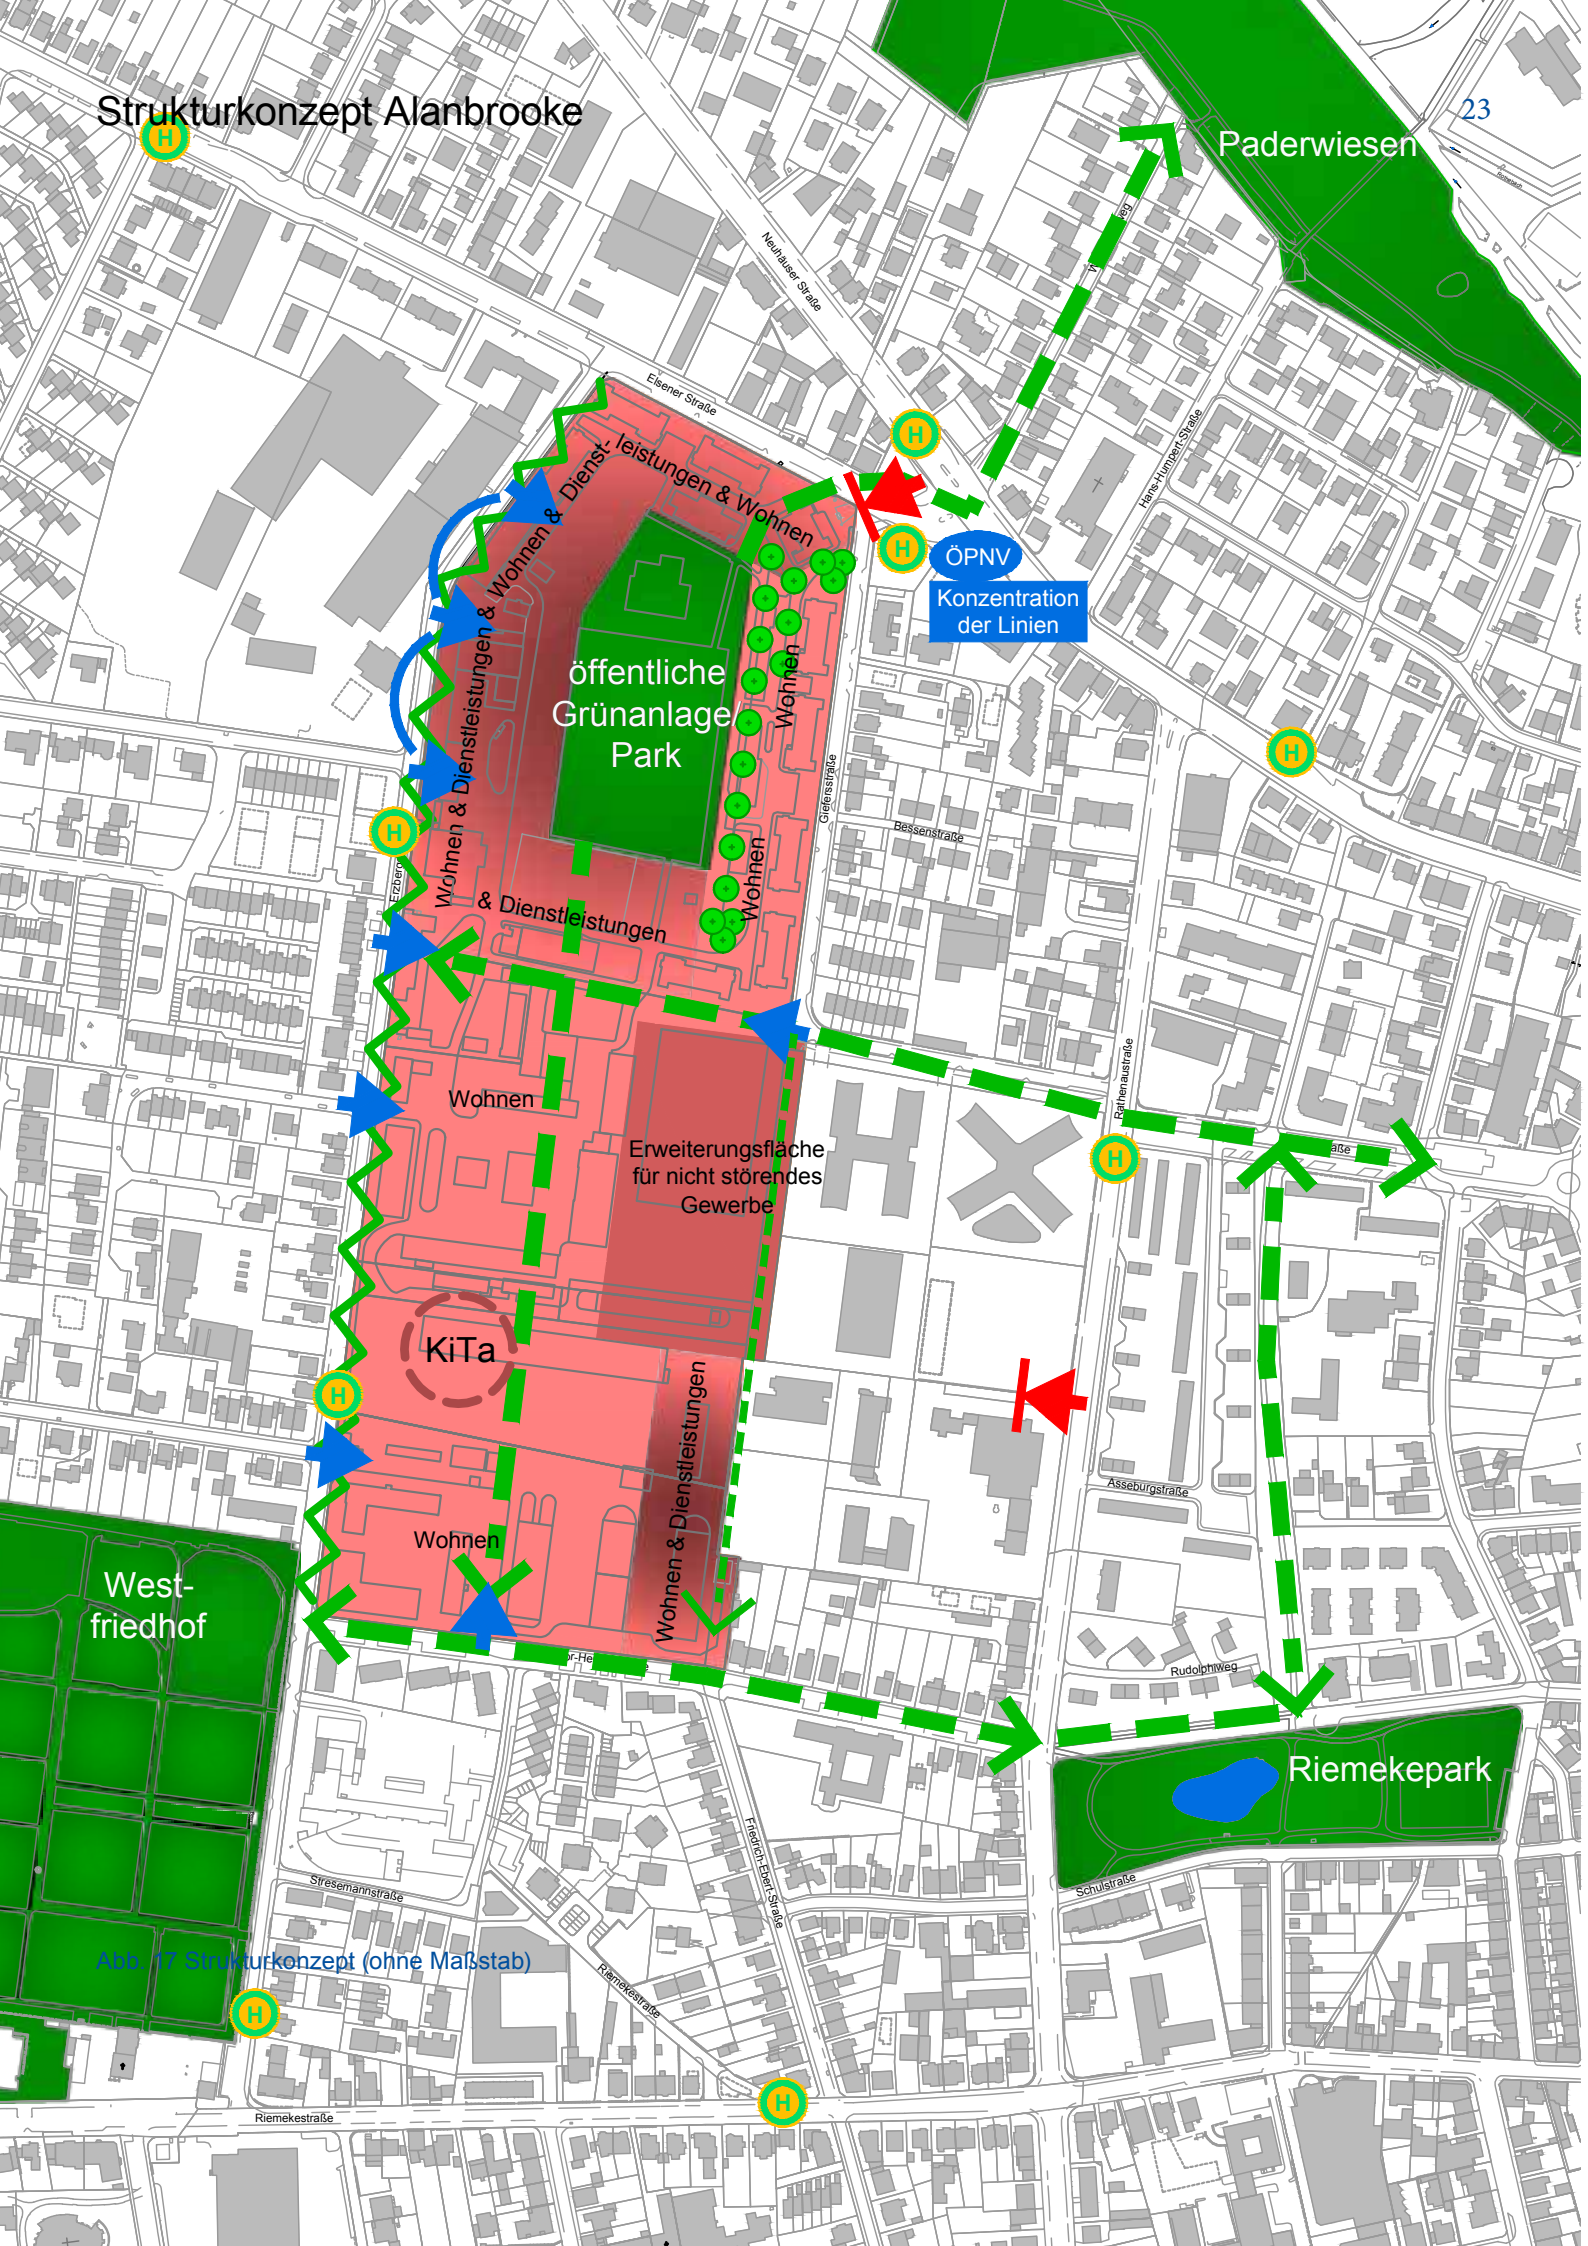 Strukturkonzept Alanbrooke
23
Paderwiesen
H
Neuhäuser Straße
Elsener Straße
Hans-Humpert-Straße
H
H
ÖPNV
Konzentration
der Linien
Wohnen & Dienst-
leistungen & Wohnen
Wohnen & Dienstleistungen &
öffentliche
Grünanlage/
Park
Wohnen
Wohnen
Giefersstraße
Bessenstraße
H
H
& Dienstleistungen
Rathenaustraße
Wohnen
Erweiterungsfläche
für nicht störendes
Gewerbe
H
aße
KiTa
H
Wohnen & Dienstleistungen
Asseburgstraße
Wohnen
West-
friedhof
Rudolphiweg
or-He
Riemekepark
Friedrich-Ebert-Straße
Stresemannstraße
Schulstraße
Abb. 17 Strukturkonzept (ohne Maßstab)
Riemekestraße
H
H
Riemekestraße